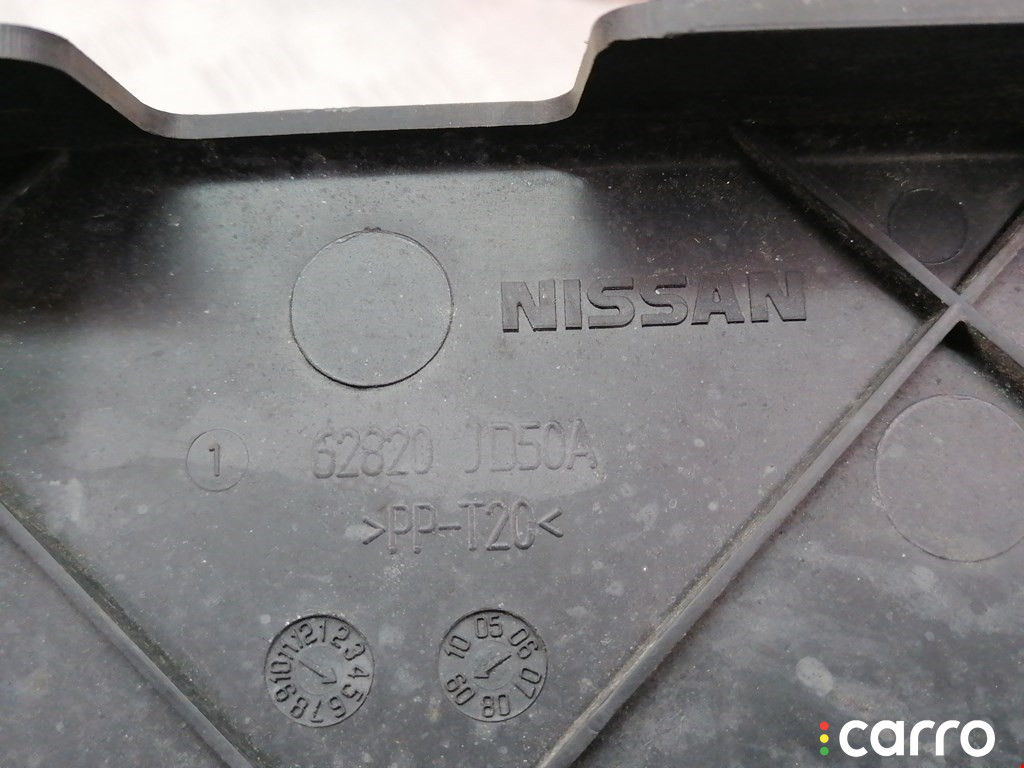 NISSAN
1
62820 JD50A
>PP-T20<
1 2 3 4 5 6 7 8 9 10 11 12
05 06 07 08 09 10
carro